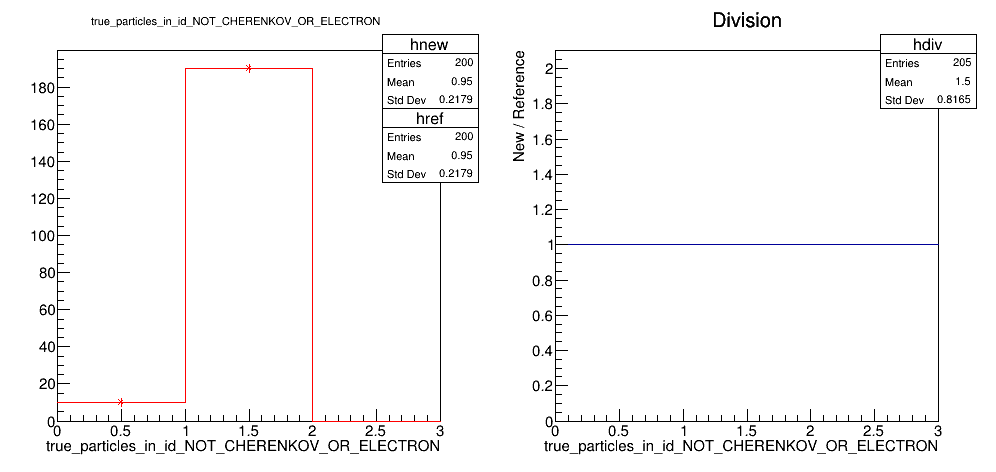 true_particles_in_id_NOT_CHERENKOV_OR_ELECTRON
hnew
Entries 200
Mean 0.95
Std Dev 0.2179
href
Entries 200
Mean 0.95
Std Dev 0.2179
180
160
140
120
100
80
60
40
20
0
0 0.5 1 1.5 2 2.5 3
true_particles_in_id_NOT_CHERENKOV_OR_ELECTRON
Division
hdiv
Entries 205
Mean 1.5
Std Dev 0.8165
New / Reference
2
1.8
1.6
1.4
1.2
1
0.8
0.6
0.4
0.2
0
0 0.5 1 1.5 2 2.5 3
true_particles_in_id_NOT_CHERENKOV_OR_ELECTRON